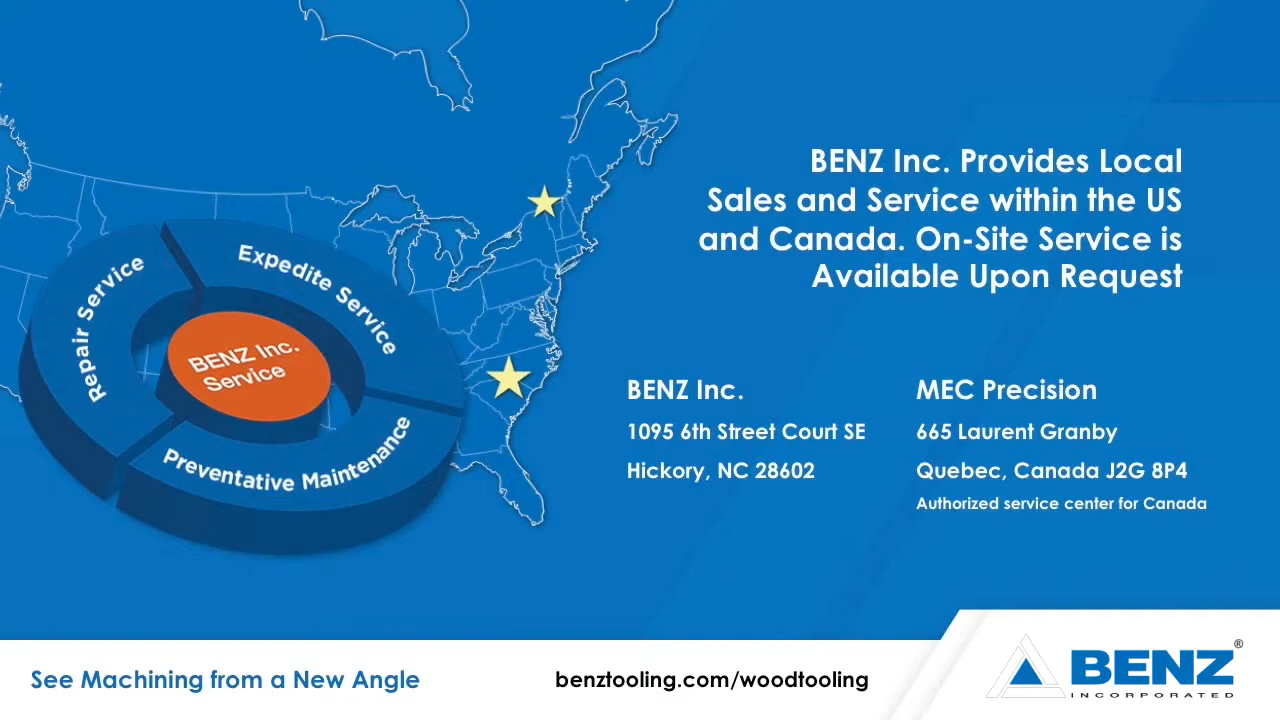 BENZ Inc. Provides Local
Sales and Service within the US
and Canada. On-Site Service is
Available Upon Request
Expedite Service
Repair Service
BENZ Inc.
Service
Preventative Maintenance
BENZ Inc.
1095 6th Street Court SE
Hickory, NC 28602
MEC Precision
665 Laurent Granby
Quebec, Canada J2G 8P4
Authorized service center for Canada
See Machining from a New Angle
benztooling.com/woodtooling
BENZ®
INCORPORATED